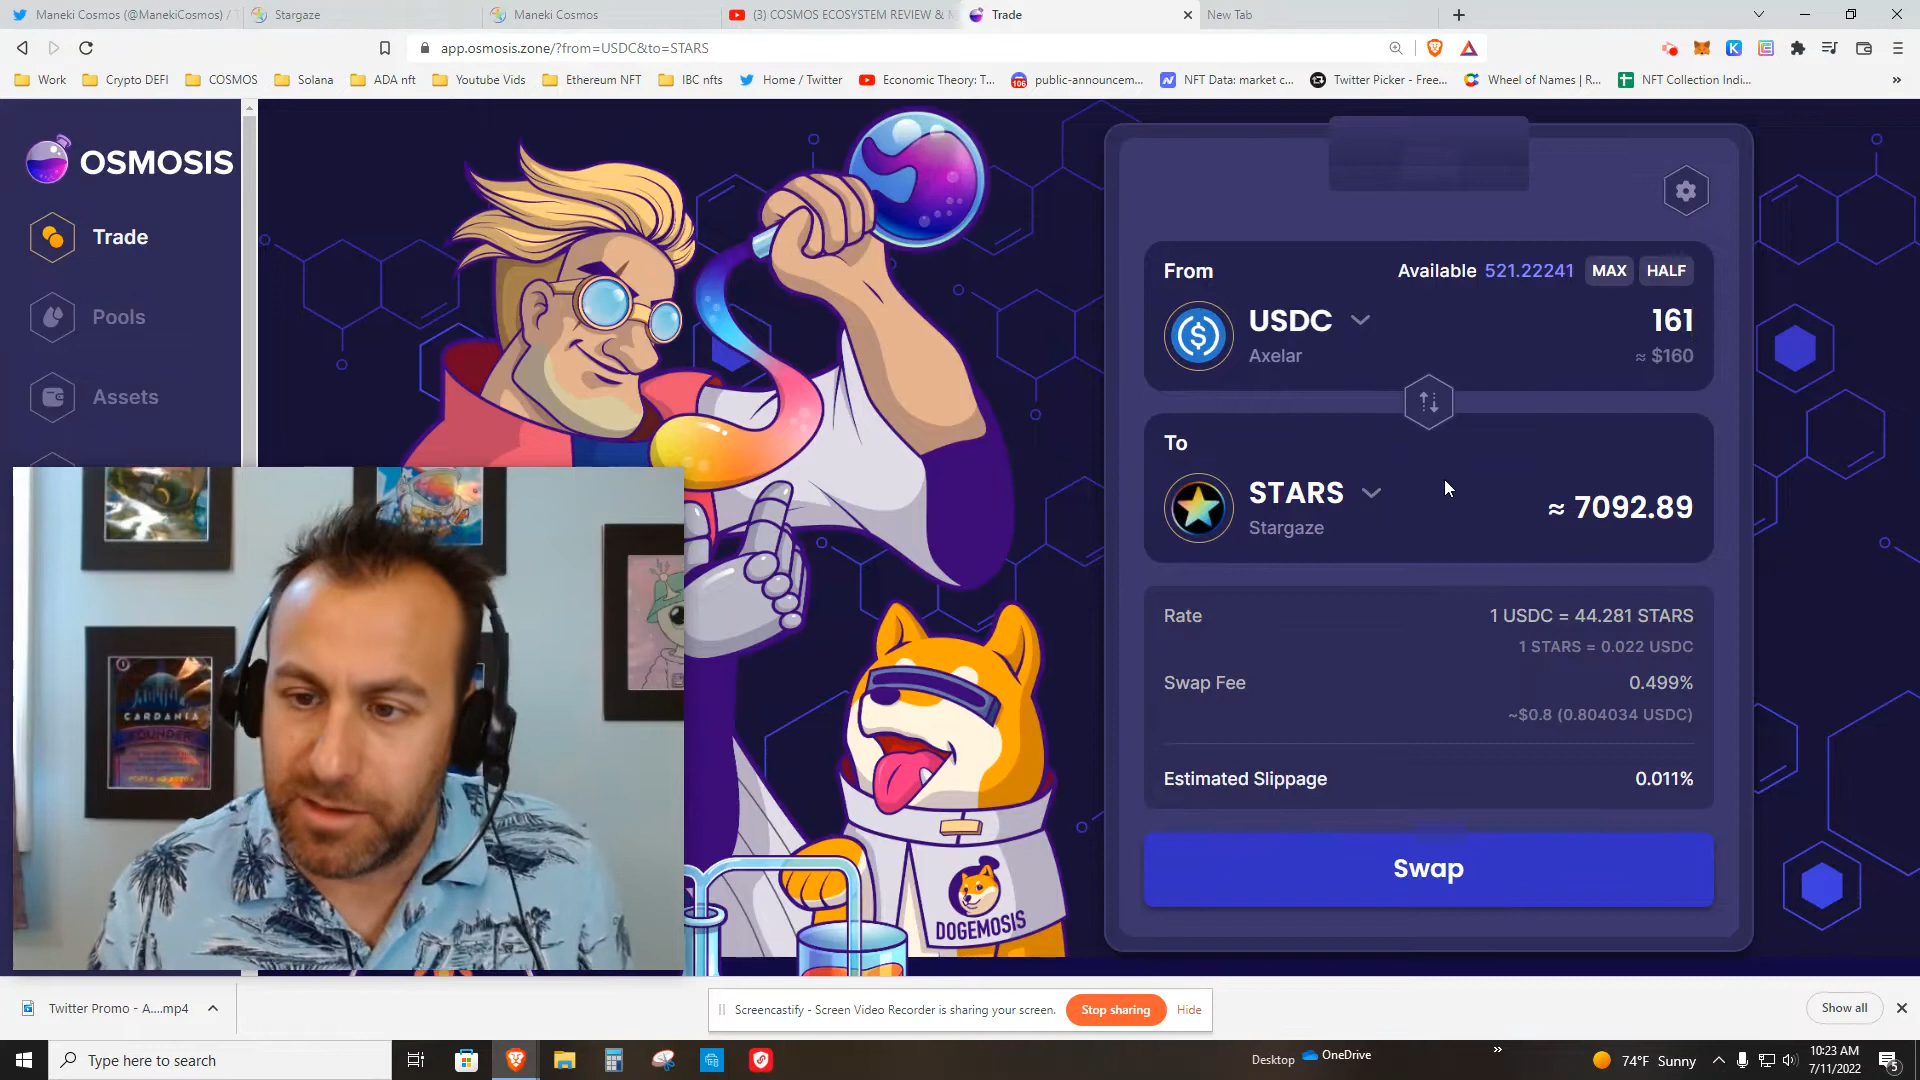 Maneki Cosmos (@ManekiCosmos) /
Stargaze
Maneki Cosmos
(3) COSMOS ECOSYSTEM REVIEW &
Trade
New Tab
app.osmosis.zone/?from=USDC&to=STARS
Work
Crypto DEFI
COSMOS
Solana
ADA nft
Youtube Vids
Ethereum NFT
IBC nfts
Home / Twitter
Economic Theory: T...
106
public-announcem...
NFT Data: market c...
Twitter Picker - Free...
Wheel of Names | R...
NFT Collection Indi...
OSMOSIS
Trade
Pools
Assets
From
Available 521.22241 MAX HALF
USDC
161
Axelar
≈ $160
To
STARS
≈ 7092.89
Stargaze
Rate
1 USDC = 44.281 STARS
1 STARS = 0.022 USDC
Swap Fee
0.499%
~$0.8 (0.804034 USDC)
Estimated Slippage
0.011%
Swap
CARDANIA
FOUNDER
DOGEMOSIS
Twitter Promo - A....mp4
Screencastify - Screen Video Recorder is sharing your screen.
Stop sharing
Hide
Show all
Type here to search
Desktop
OneDrive
74°F Sunny
10:23 AM
7/11/2022
5